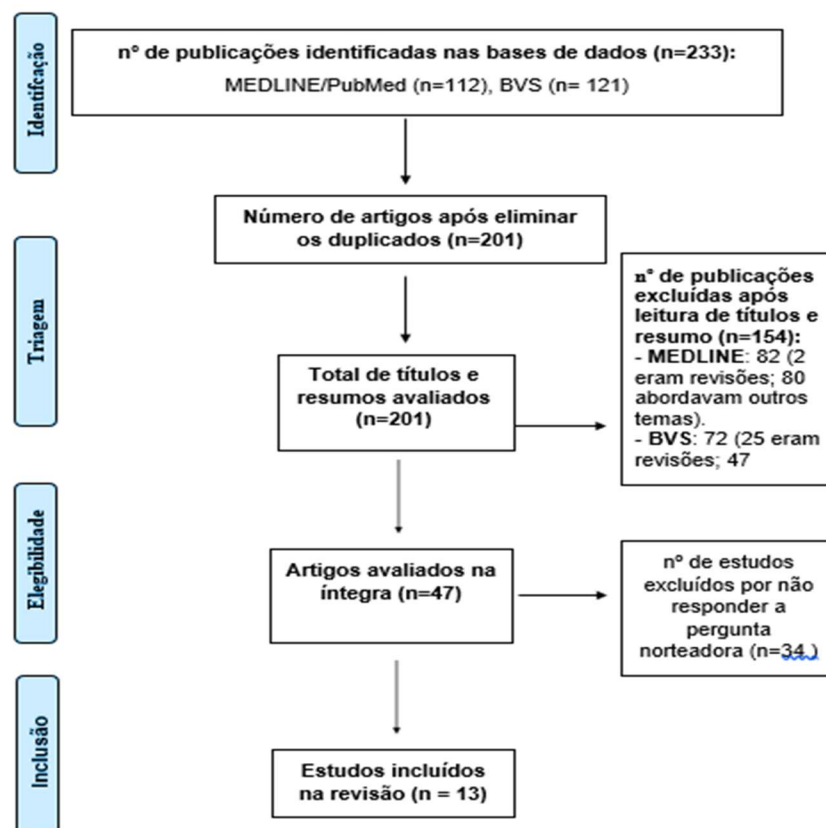 Identifcação
nº de publicações identificadas nas bases de dados (n=233):
MEDLINE/PubMed (n=112), BVS (n= 121)
Número de artigos após eliminar
os duplicados (n=201)
Triagem
Total de títulos e
resumos avaliados
(n=201)
nº de publicações
excluídas após
leitura de títulos e
resumo (n=154):
- MEDLINE: 82 (2
eram revisões; 80
abordavam outros
temas).
- BVS: 72 (25 eram
revisões; 47
Elegibilidade
Artigos avaliados na
íntegra (n=47)
nº de estudos
excluídos por não
responder a
pergunta
norteadora (n=34 )
Inclusão
Estudos incluídos
na revisão (n = 13)